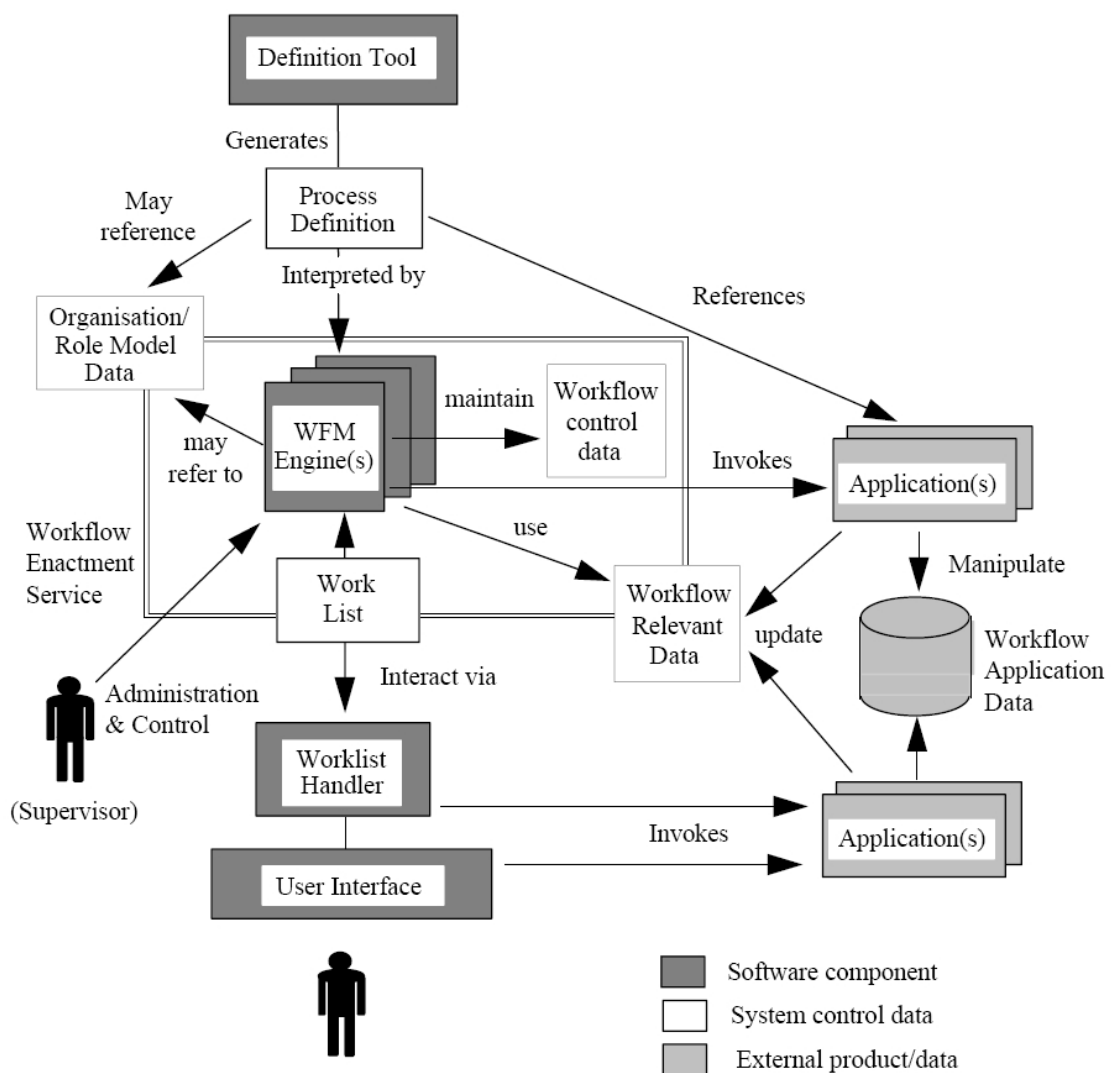 Definition Tool
Generates
Process
Definition
May
reference
Interpreted by
References
Organisation/
Role Model
Data
maintain
Workflow
control
data
WFM
Engine(s)
may
refer to
Invokes
Application(s)
use
Workflow
Enactment
Service
Work
List
Workflow
Relevant
Data
Manipulate
update
Workflow
Application
Data
Interact via
Administration
& Control
(Supervisor)
Worklist
Handler
Invokes
Application(s)
User Interface
Software component
System control data
External product/data